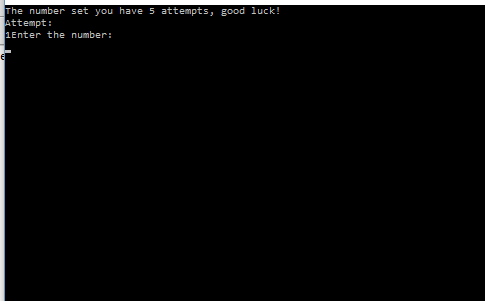 The number set you have 5 attempts, good luck!
Attempt:
1Enter the number: